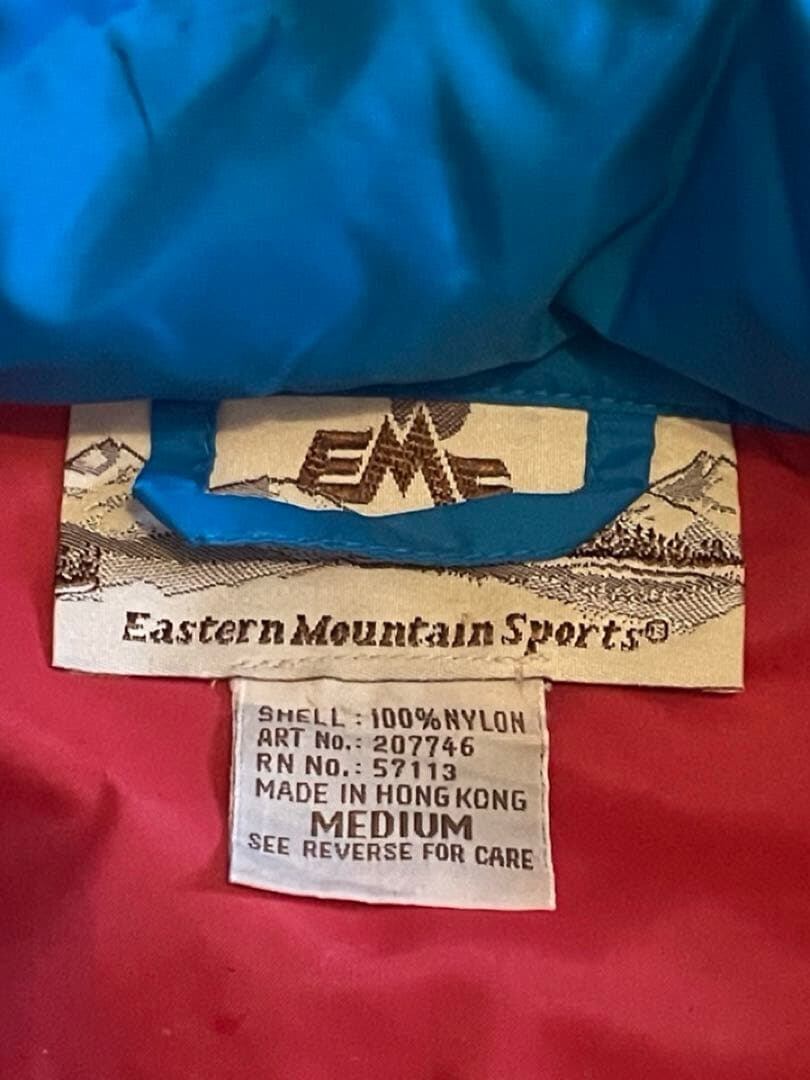 EMS
Eastern Mountain Sports®
SHELL : 100% NYLON
ART No.: 207746
RN No.: 57113
MADE IN HONG KONG
MEDIUM
SEE REVERSE FOR CARE